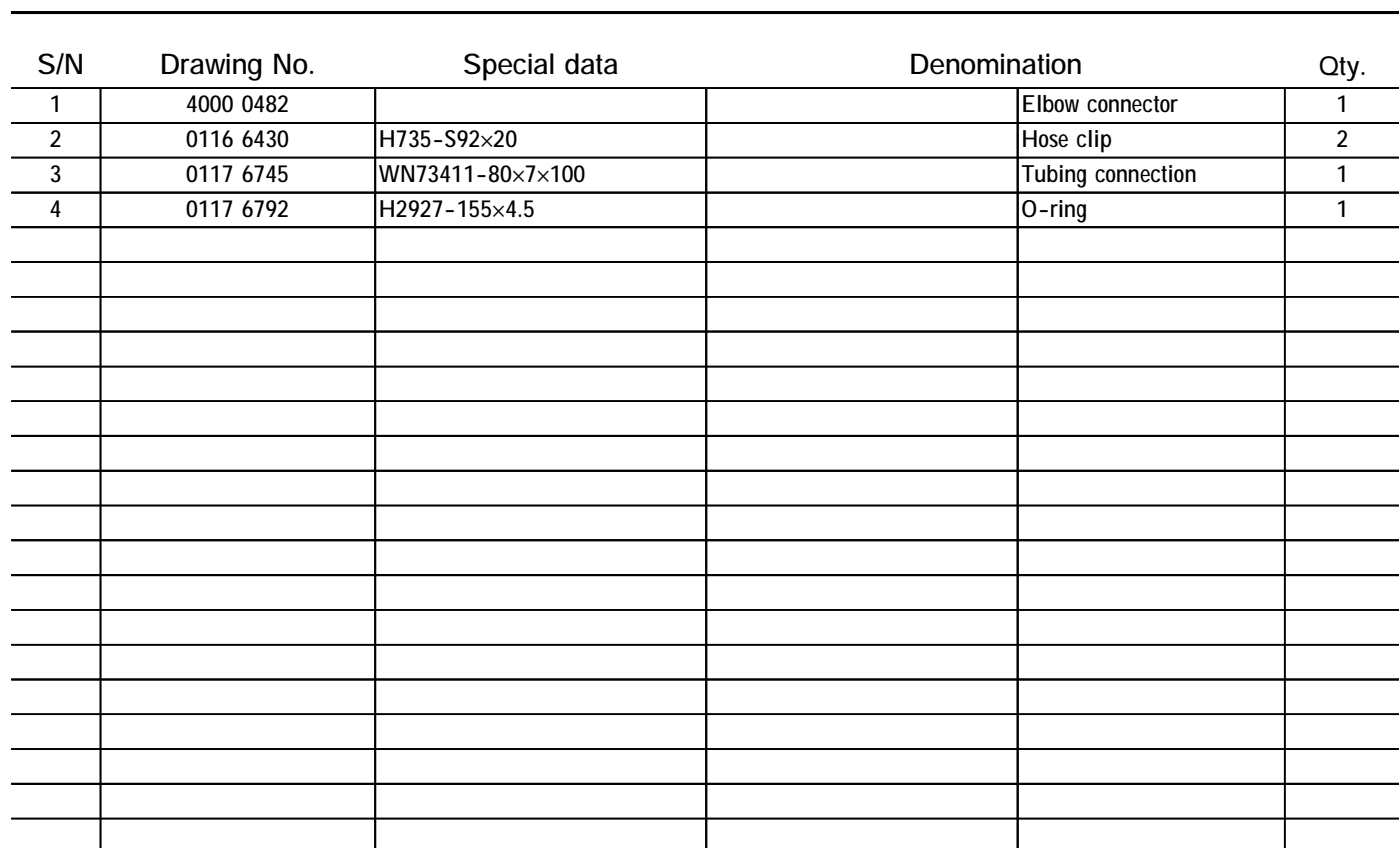 S/N Drawing No. Special data Denomination Qty.
1 4000 0482 Elbow connector 1
2 0116 6430 H735-S92×20 Hose clip 2
3 0117 6745 WN73411-80×7×100 Tubing connection 1
4 0117 6792 H2927-155×4.5 O-ring 1